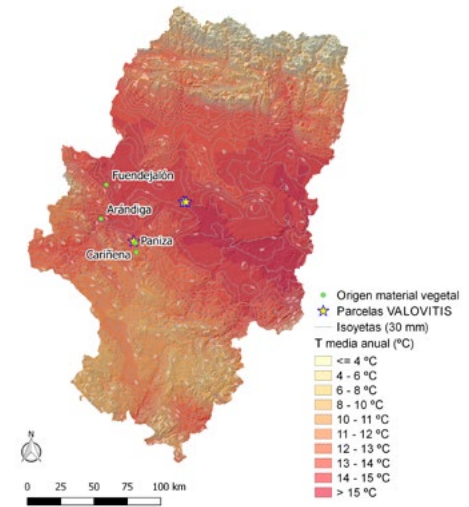 Fuendejalón
Arándiga
Paniza
Cariñena
Origen material vegetal
Parcelas VALOVITIS
Isoyetas (30 mm)
T media anual (ºC)
<= 4 ºC
4 - 6 ºC
6 - 8 ºC
8 - 10 ºC
10 - 11 ºC
11 - 12 ºC
12 - 13 ºC
13 - 14 ºC
14 - 15 ºC
> 15 ºC
N
0 25 50 75 100 km